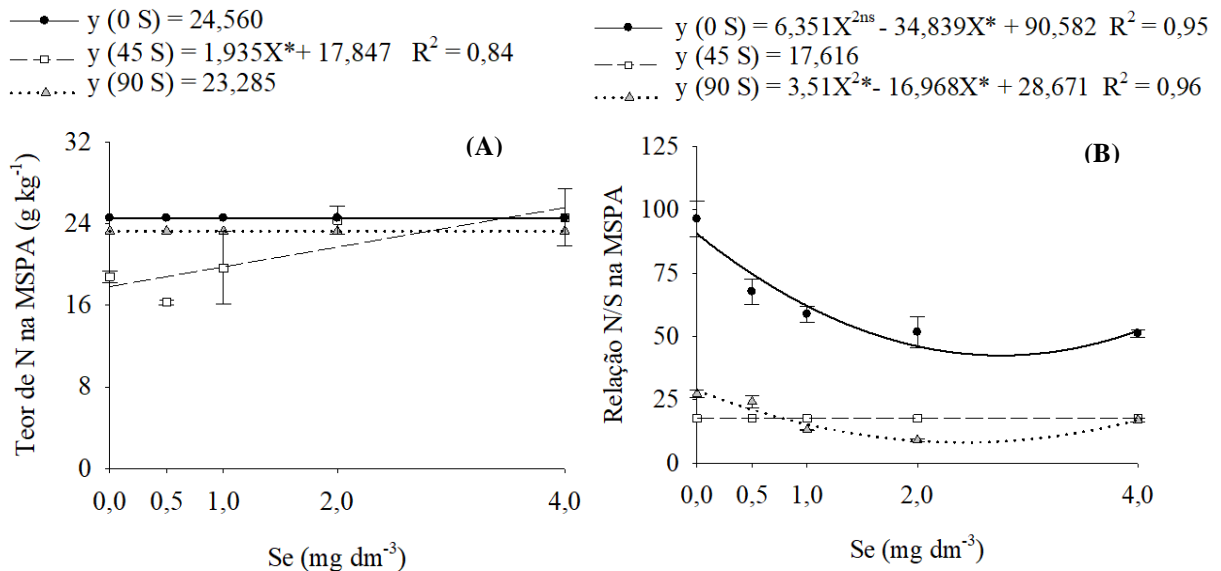 y (0 S) = 24,560
y (45 S) = 1,935X*+ 17,847 R² = 0,84
y (90 S) = 23,285
y (0 S) = 6,351X²ⁿˢ - 34,839X* + 90,582 R² = 0,95
y (45 S) = 17,616
y (90 S) = 3,51X²*- 16,968X* + 28,671 R² = 0,96
(A)
Teor de N na MSPA (g kg⁻¹)
32
24
16
8
0
0,0 0,5 1,0 2,0 4,0
Se (mg dm⁻³)
(B)
Relação N/S na MSPA
125
100
75
50
25
0
0,0 0,5 1,0 2,0 4,0
Se (mg dm⁻³)